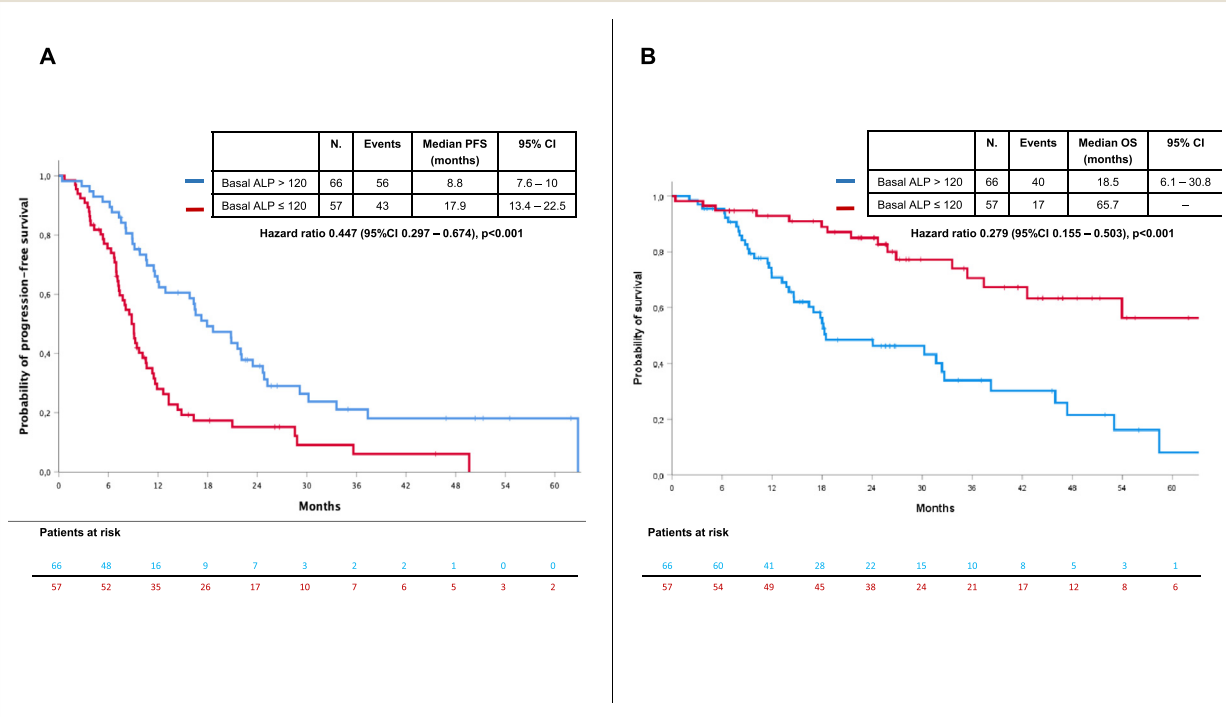 A
N. Events Median PFS (months) 95% CI
Basal ALP > 120 66 56 8.8 7.6 – 10
Basal ALP ≤ 120 57 43 17.9 13.4 – 22.5
Hazard ratio 0.447 (95%CI 0.297 – 0.674), p<0.001
Probability of progression-free survival
1,0
0,8
0,6
0,4
0,2
0,0
0 6 12 18 24 30 36 42 48 54 60
Months
Patients at risk
66 48 16 9 7 3 2 2 1 0 0
57 52 35 26 17 10 7 6 5 3 2
B
N. Events Median OS (months) 95% CI
Basal ALP > 120 66 40 18.5 6.1 – 30.8
Basal ALP ≤ 120 57 17 65.7 –
Hazard ratio 0.279 (95%CI 0.155 – 0.503), p<0.001
Probability of survival
1,0
0,8
0,6
0,4
0,2
0,0
0 6 12 18 24 30 36 42 48 54 60
Months
Patients at risk
66 60 41 28 22 15 10 8 5 3 1
57 54 49 45 38 24 21 17 12 8 6